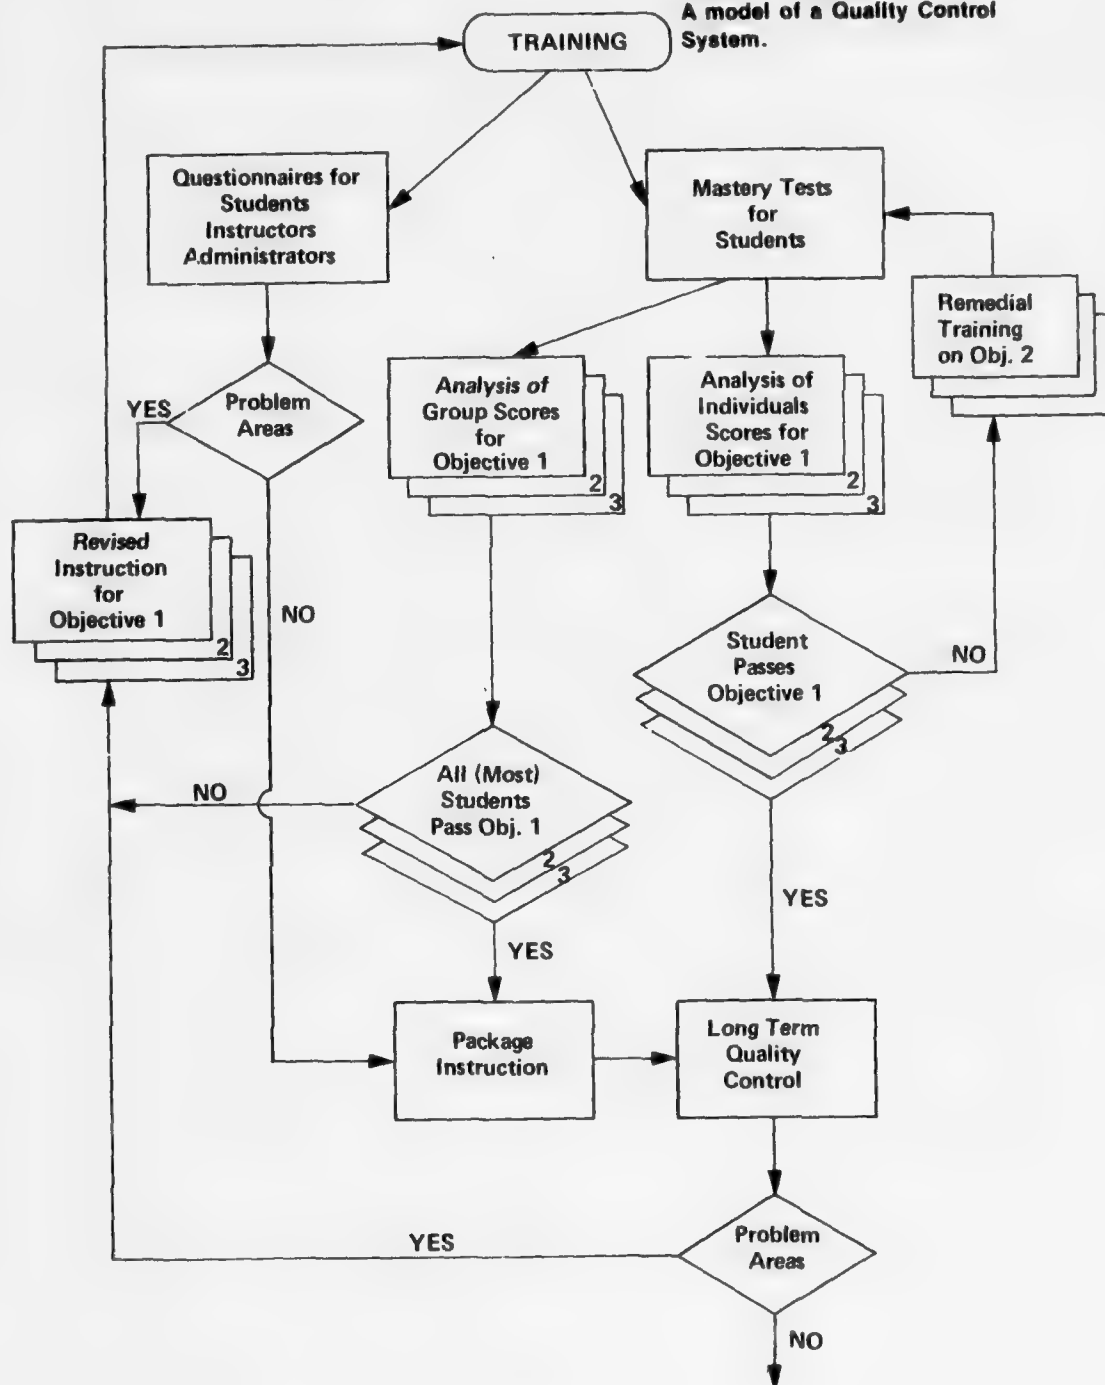 A model of a Quality Control
System.
TRAINING
Questionnaires for
Students
Instructors
Administrators
Mastery Tests
for
Students
Remedial
Training
on Obj. 2
Problem
Areas
YES
Analysis of
Group Scores
for
Objective 1
2
3
Analysis of
Individuals
Scores for
Objective 1
2
3
Revised
Instruction
for
Objective 1
2
3
NO
Student
Passes
Objective 1
2
3
NO
All (Most)
Students
Pass Obj. 1
2
3
NO
YES
YES
Package
Instruction
Long Term
Quality
Control
Problem
Areas
YES
NO